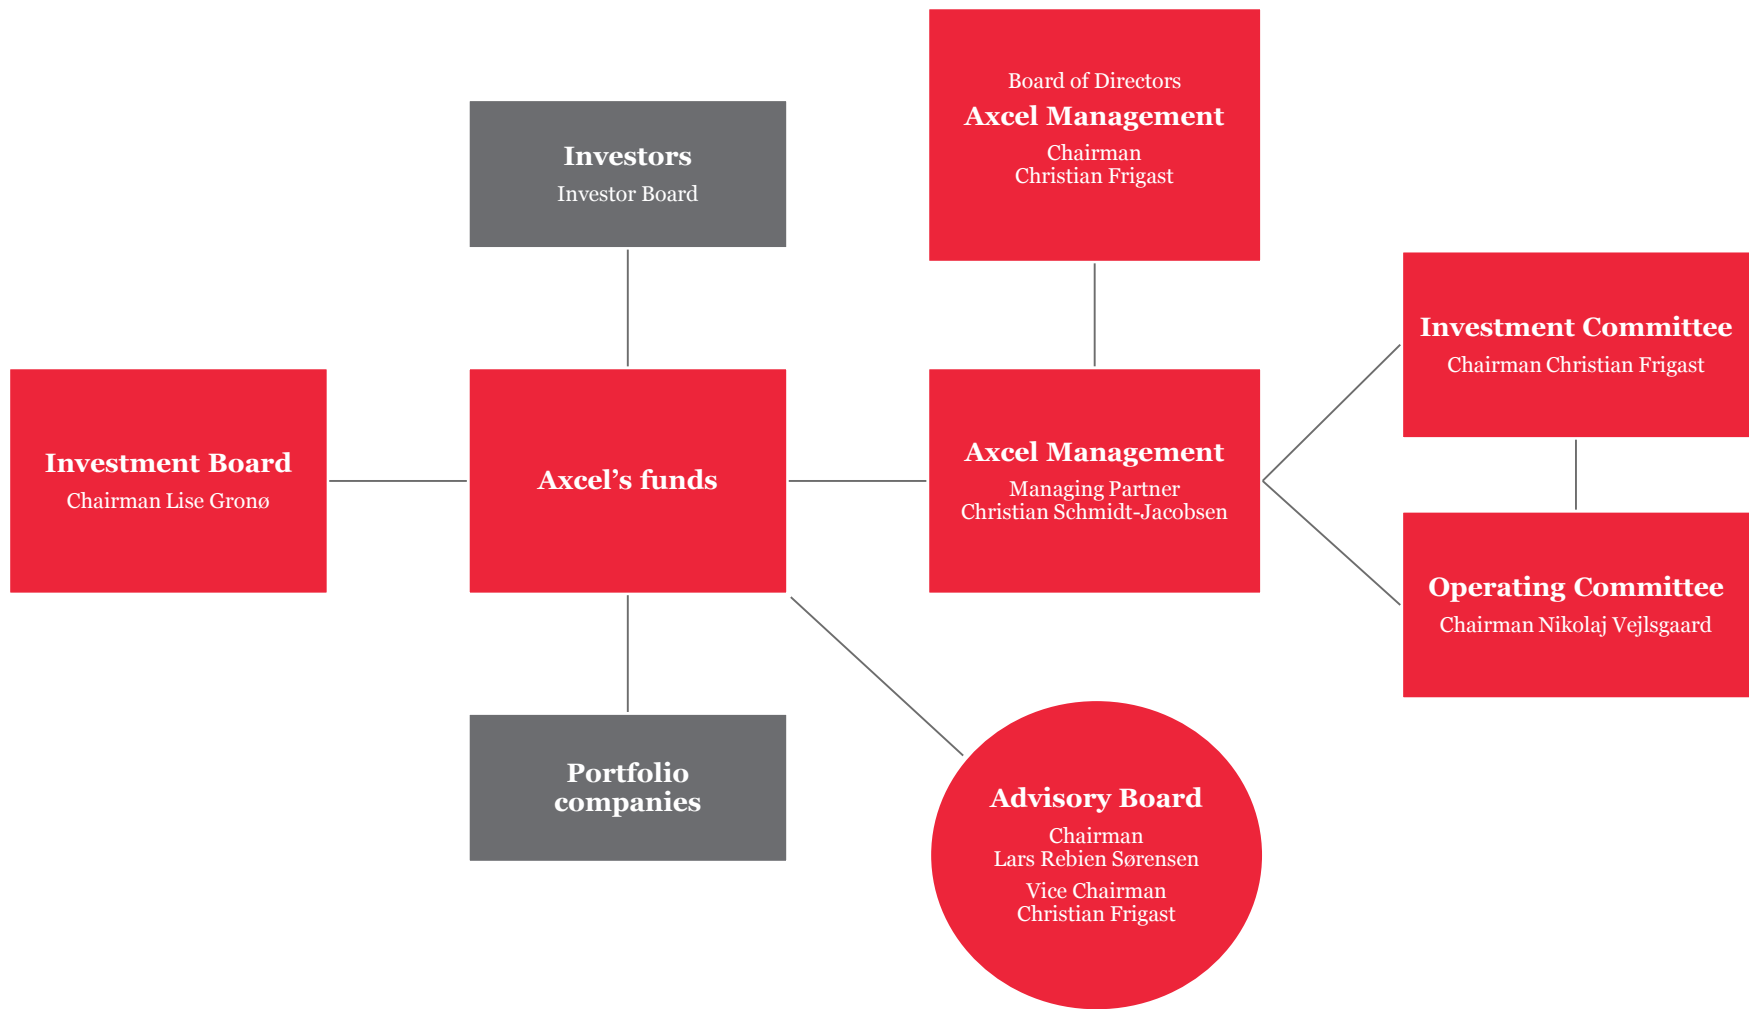 Board of Directors
Axcel Management
Chairman
Christian Frigast
Investors
Investor Board
Investment Committee
Chairman Christian Frigast
Investment Board
Chairman Lise Gronø
Axcel’s funds
Axcel Management
Managing Partner
Christian Schmidt-Jacobsen
Operating Committee
Chairman Nikolaj Vejlsgaard
Portfolio
companies
Advisory Board
Chairman
Lars Rebien Sørensen
Vice Chairman
Christian Frigast